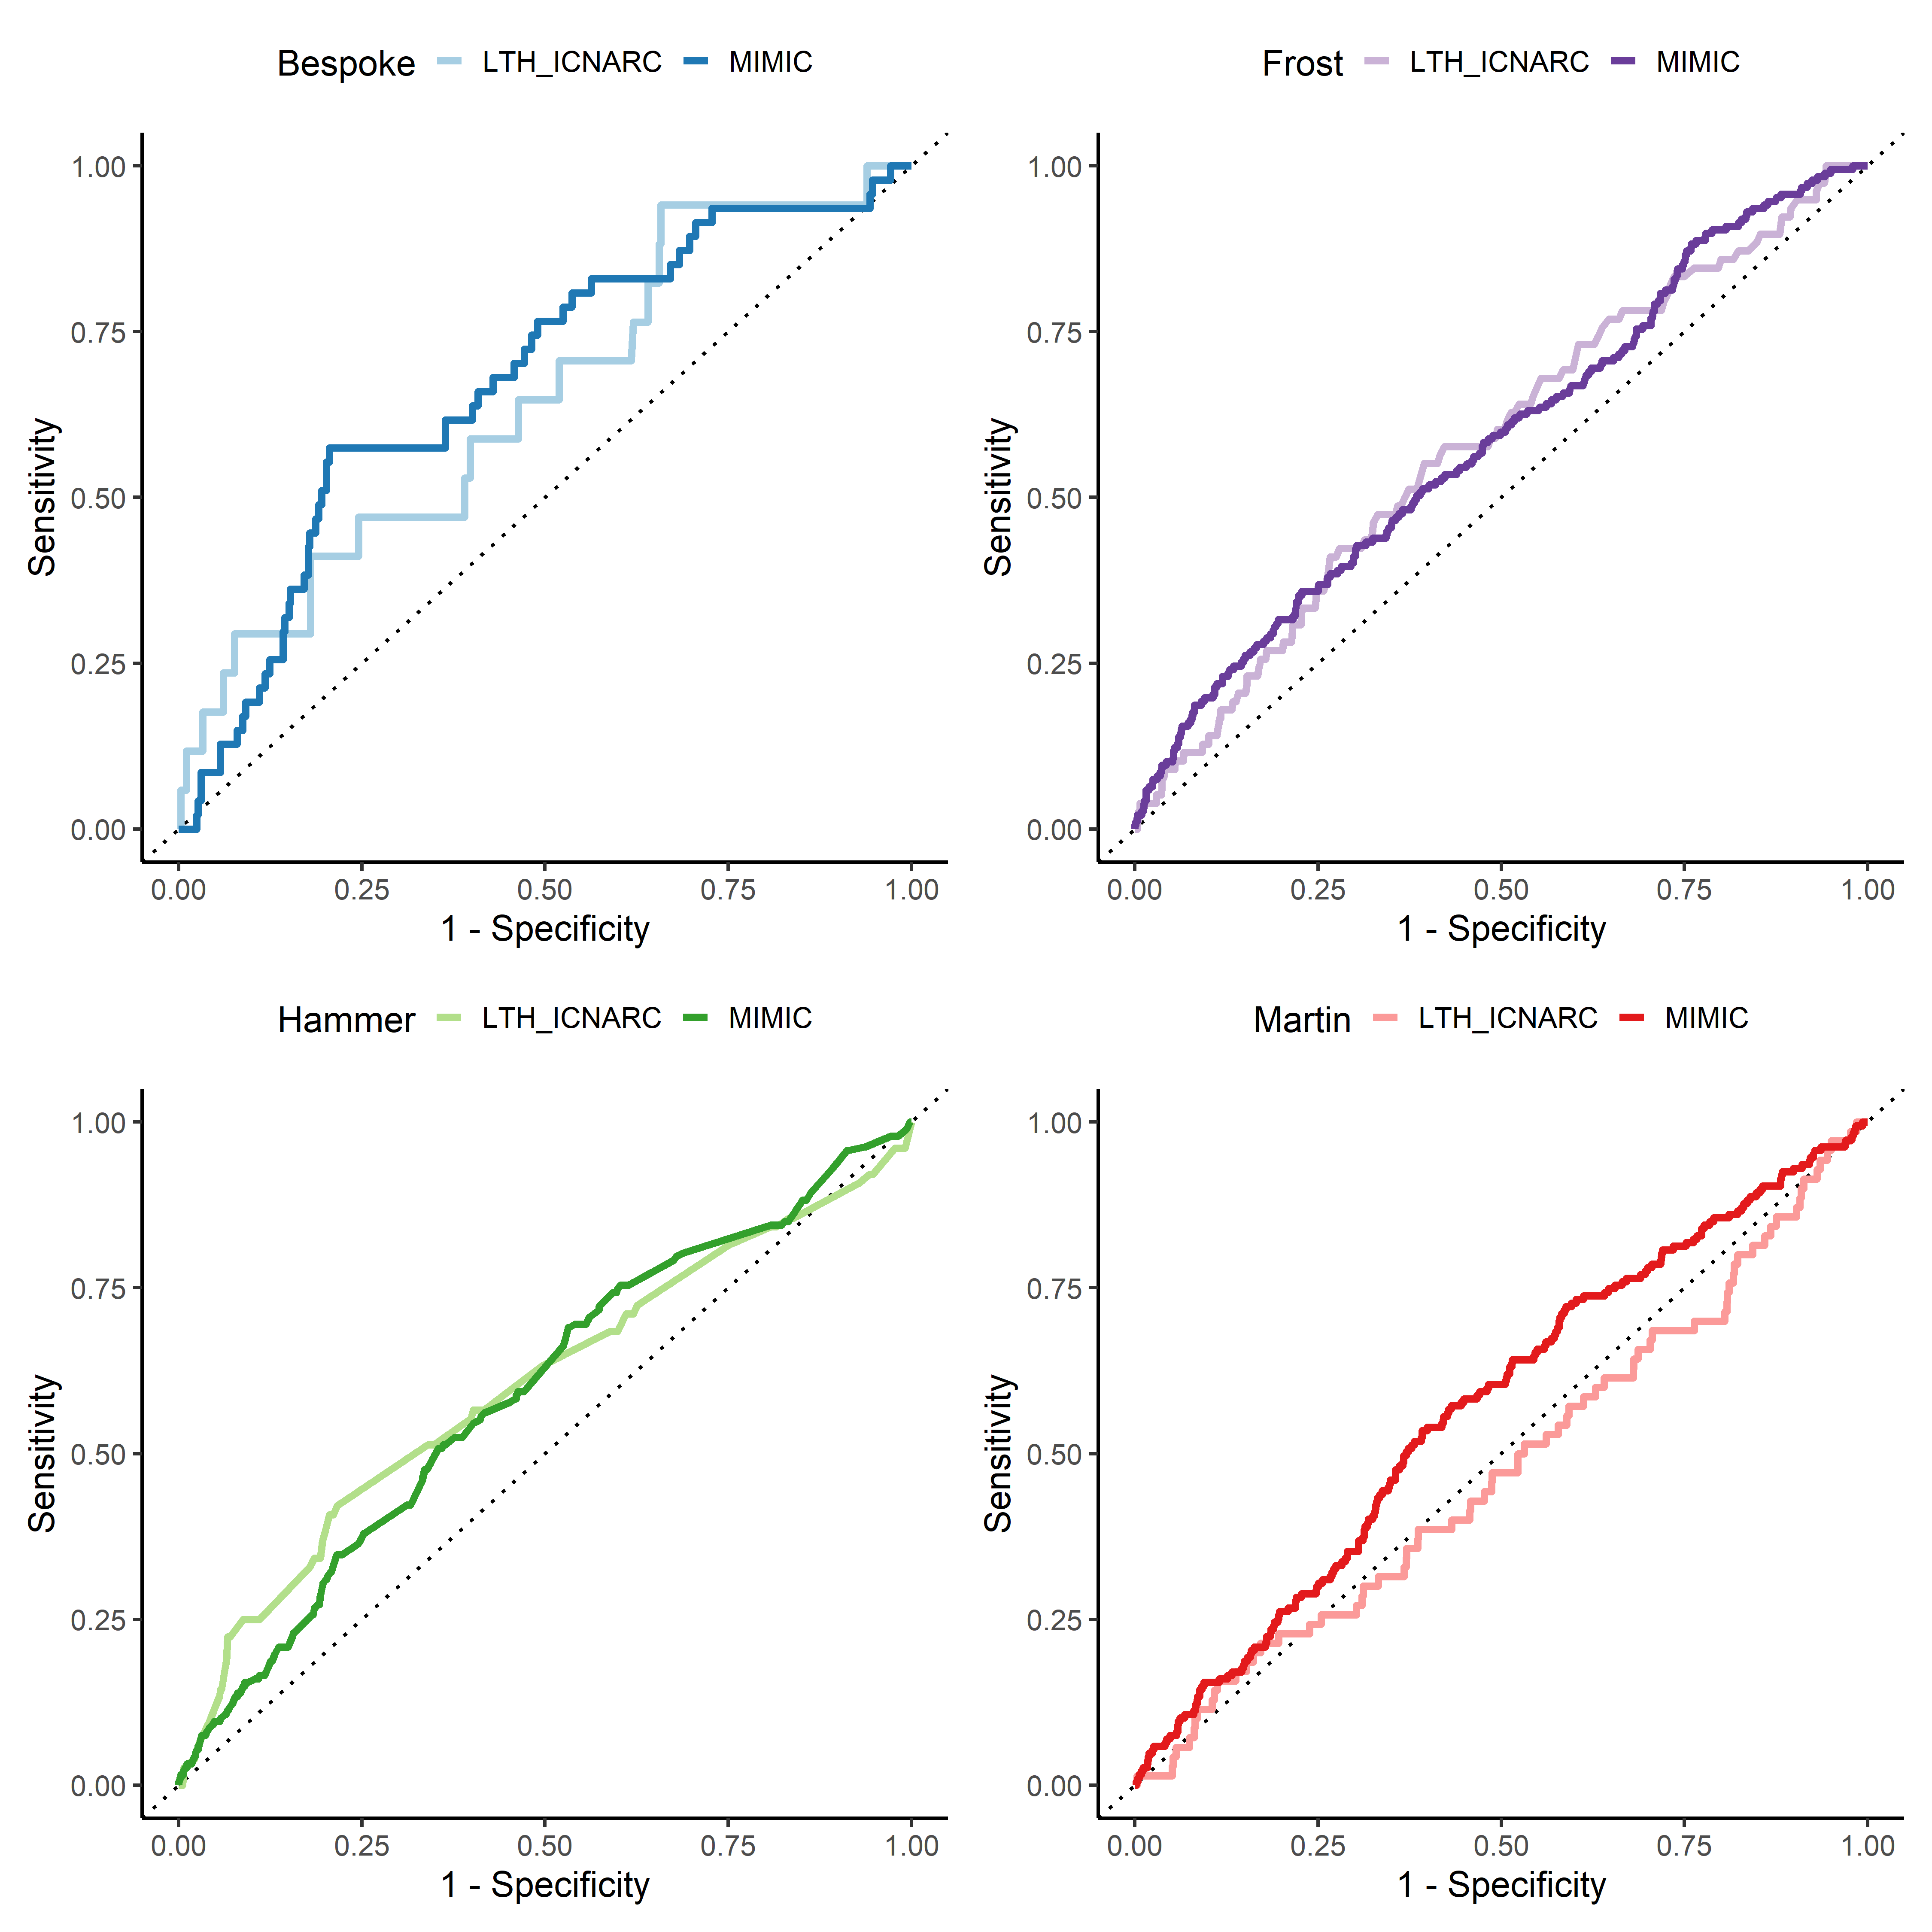 Bespoke LTH_ICNARC MIMIC
Frost LTH_ICNARC MIMIC
1.00
0.75
0.50
0.25
0.00
Sensitivity
0.00 0.25 0.50 0.75 1.00
1 - Specificity
1.00
0.75
0.50
0.25
0.00
Sensitivity
0.00 0.25 0.50 0.75 1.00
1 - Specificity
Hammer LTH_ICNARC MIMIC
Martin LTH_ICNARC MIMIC
1.00
0.75
0.50
0.25
0.00
Sensitivity
0.00 0.25 0.50 0.75 1.00
1 - Specificity
1.00
0.75
0.50
0.25
0.00
Sensitivity
0.00 0.25 0.50 0.75 1.00
1 - Specificity